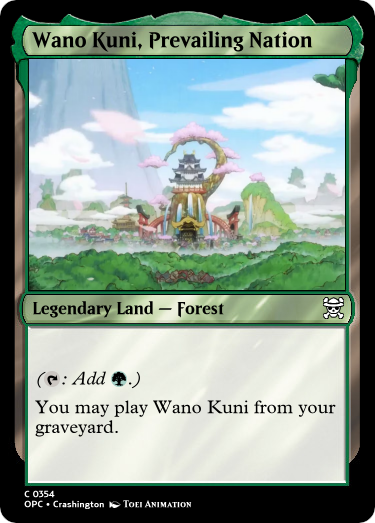 Wano Kuni, Prevailing Nation
Legendary Land — Forest
(: Add .)
You may play Wano Kuni from your
graveyard.
C 0354
OPC • Crashington Toei Animation